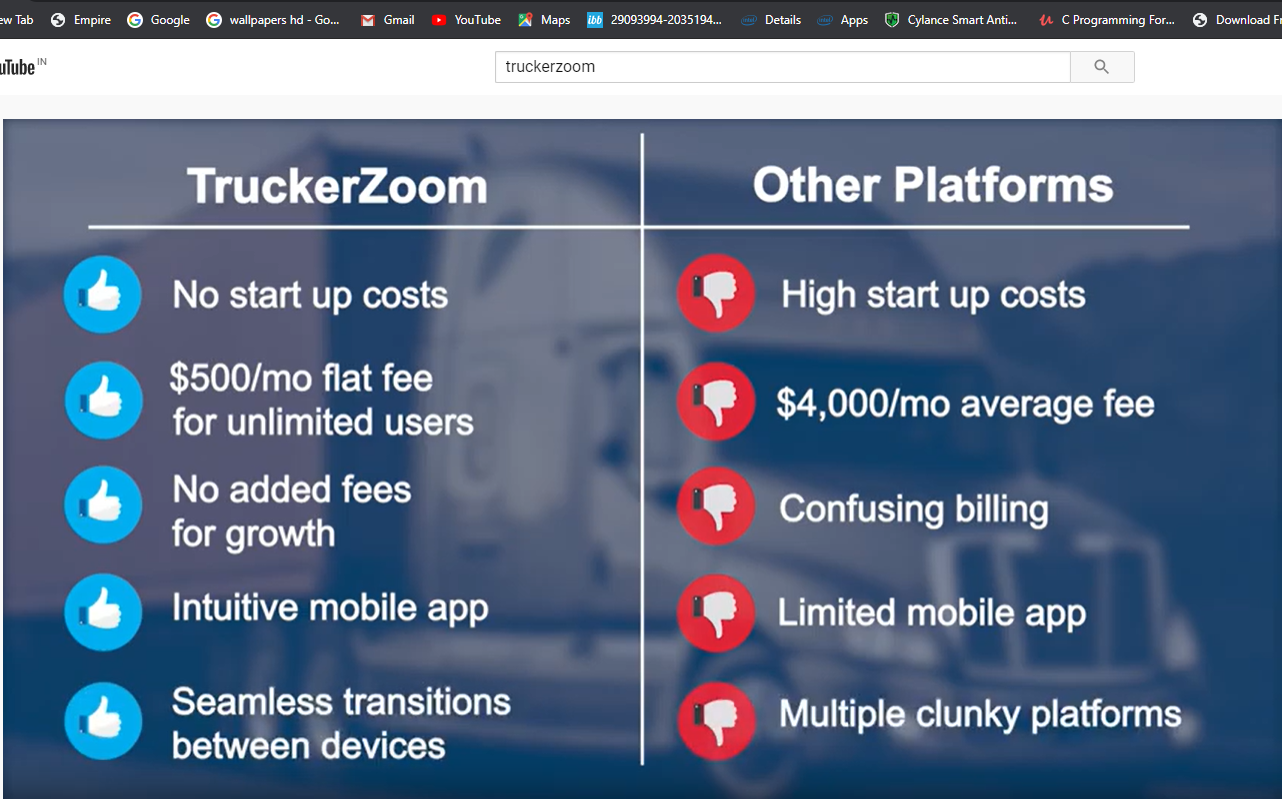 ew Tab Empire Google wallpapers hd - Go... Gmail YouTube Maps ibb 29093994-2035194... Details Apps Cylance Smart Anti... C Programming For... Download Fr
uTube IN
truckerzoom
TruckerZoom
Other Platforms
No start up costs
High start up costs
$500/mo flat fee
for unlimited users
$4,000/mo average fee
No added fees
for growth
Confusing billing
Intuitive mobile app
Limited mobile app
Seamless transitions
between devices
Multiple clunky platforms